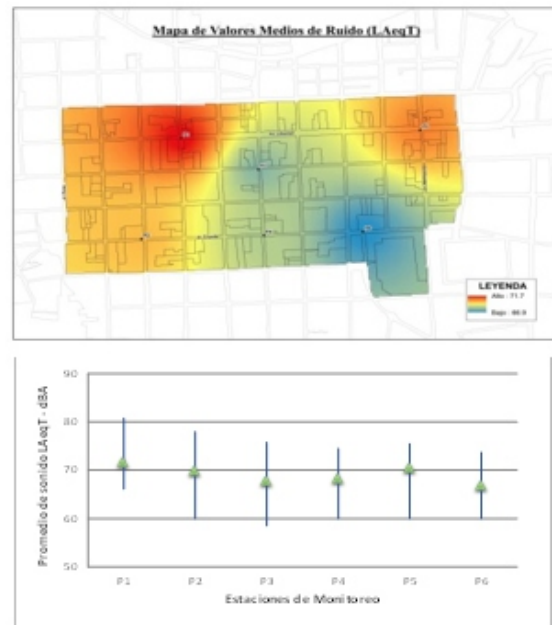 Mapa de Valores Medios de Ruido (LAeqT)
LEYENDA
Alto : 71.7
Bajo : 66.9
Promedio de sonido LAeqT - dBA
90
80
70
60
50
P1 P2 P3 P4 P5 P6
Estaciones de Monitoreo